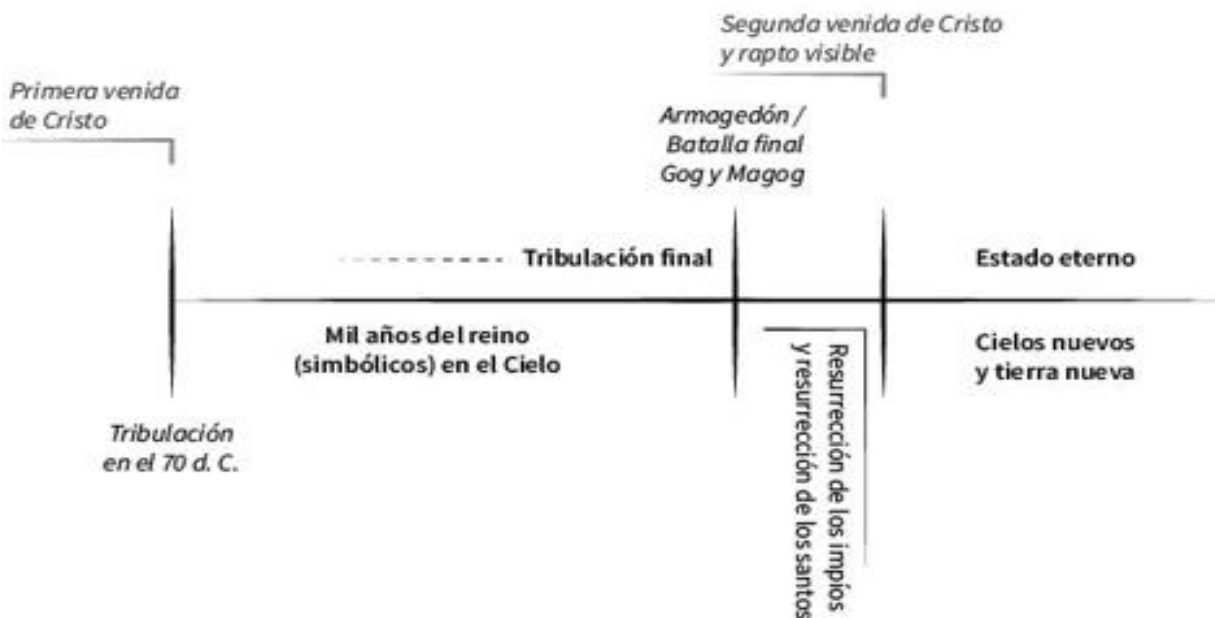 Segunda venida de Cristo
y rapto visible
Primera venida
de Cristo
Armagedón /
Batalla final
Gog y Magog
Tribulación final
Estado eterno
Mil años del reino
(simbólicos) en el Cielo
Cielos nuevos
y tierra nueva
Resurrección de los impíos
y resurrección de los santos
Tribulación
en el 70 d. C.